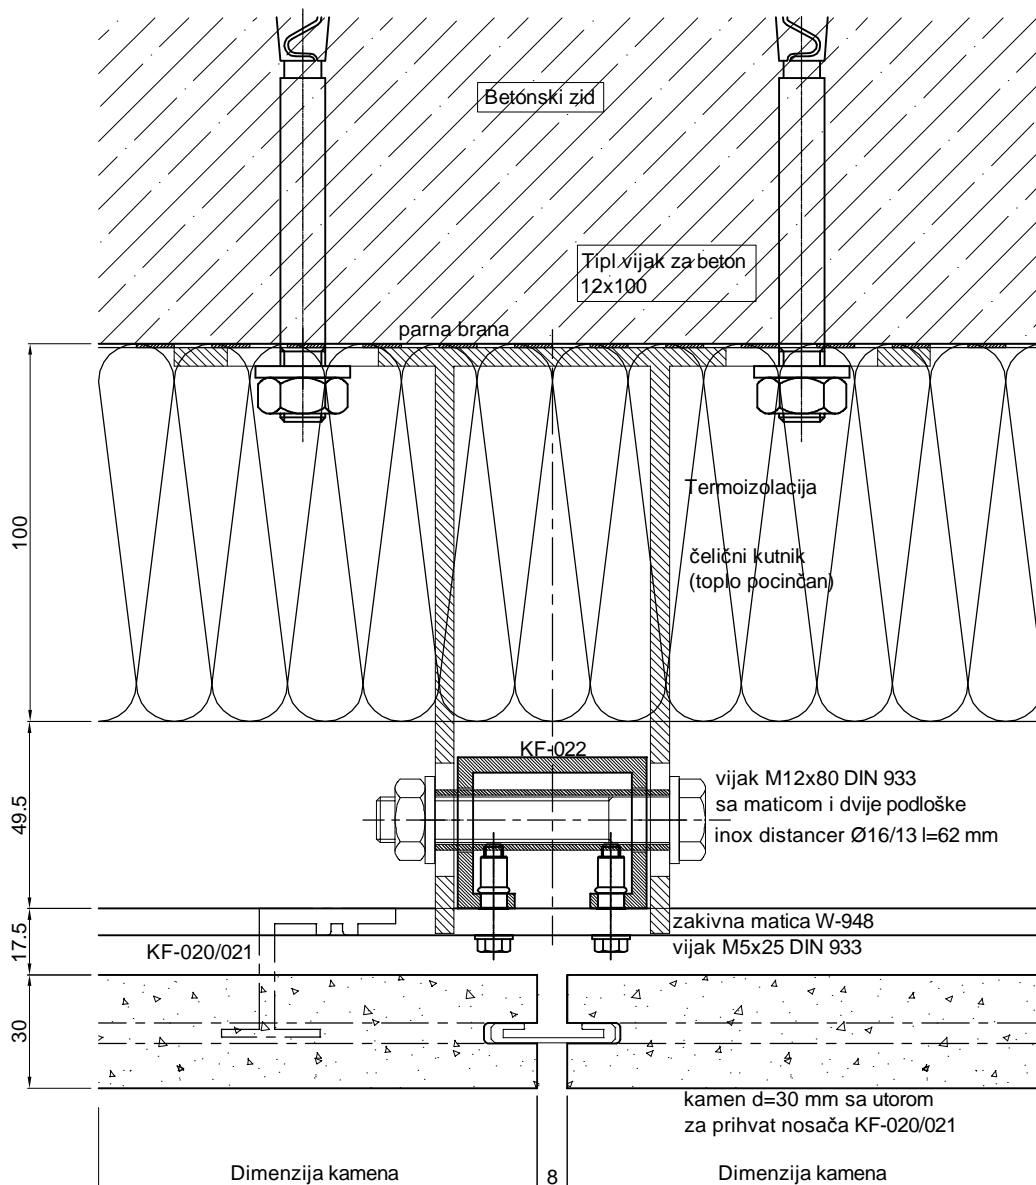 Betonski zid
Tipl vijak za beton
12x100
parna brana
Termoizolacija
čelični kutnik
(toplo pocinčan)
100
KF-022
vijak M12x80 DIN 933
sa maticom i dvije podloške
inox distancer Ø16/13 l=62 mm
49.5
zakivna matica W-948
vijak M5x25 DIN 933
KF-020/021
17.5
30
kamen d=30 mm sa utorom
za prihvat nosača KF-020/021
Dimenzija kamena
8
Dimenzija kamena